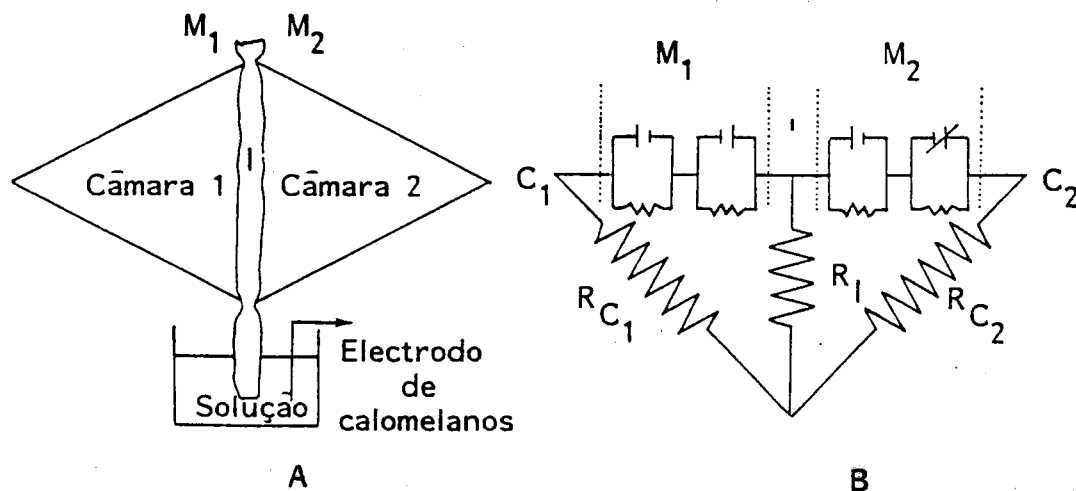 M1 M2
Câmara 1
I
Câmara 2
Solução
Electrodo
de
calomelanos
A
M1
I
M2
C1
C2
RC1
RI
RC2
B